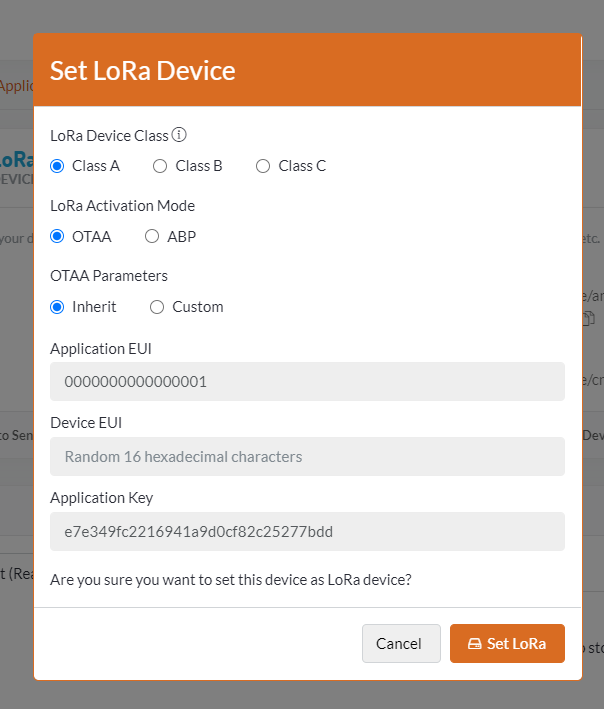 Set LoRa Device
LoRa Device Class
Class A Class B Class C
LoRa Activation Mode
OTAA ABP
OTAA Parameters
Inherit Custom
Application EUI
0000000000000001
Device EUI
Random 16 hexadecimal characters
Application Key
e7e349fc2216941a9d0cf82c25277bdd
Are you sure you want to set this device as LoRa device?
Cancel Set LoRa